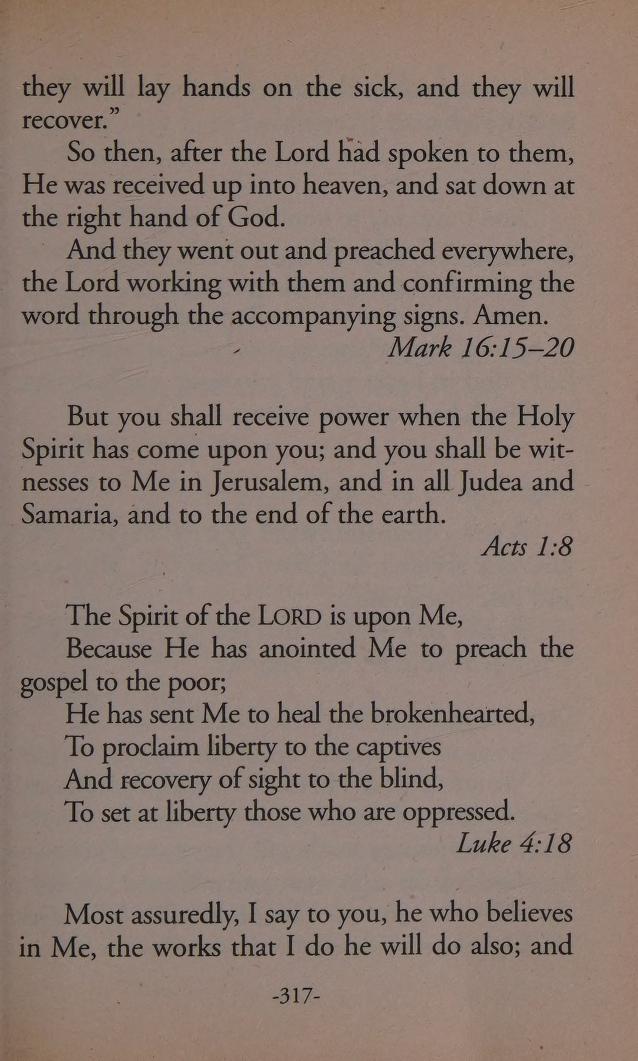 they will lay hands on the sick, and they will
recover.”
So then, after the Lord had spoken to them,
He was received up into heaven, and sat down at
the right hand of God.
And they went out and preached everywhere,
the Lord working with them and confirming the
word through the accompanying signs. Amen.
Mark 16:15–20
But you shall receive power when the Holy
Spirit has come upon you; and you shall be wit-
nesses to Me in Jerusalem, and in all Judea and
Samaria, and to the end of the earth.
Acts 1:8
The Spirit of the LORD is upon Me,
Because He has anointed Me to preach the
gospel to the poor;
He has sent Me to heal the brokenhearted,
To proclaim liberty to the captives
And recovery of sight to the blind,
To set at liberty those who are oppressed.
Luke 4:18
Most assuredly, I say to you, he who believes
in Me, the works that I do he will do also; and
-317-